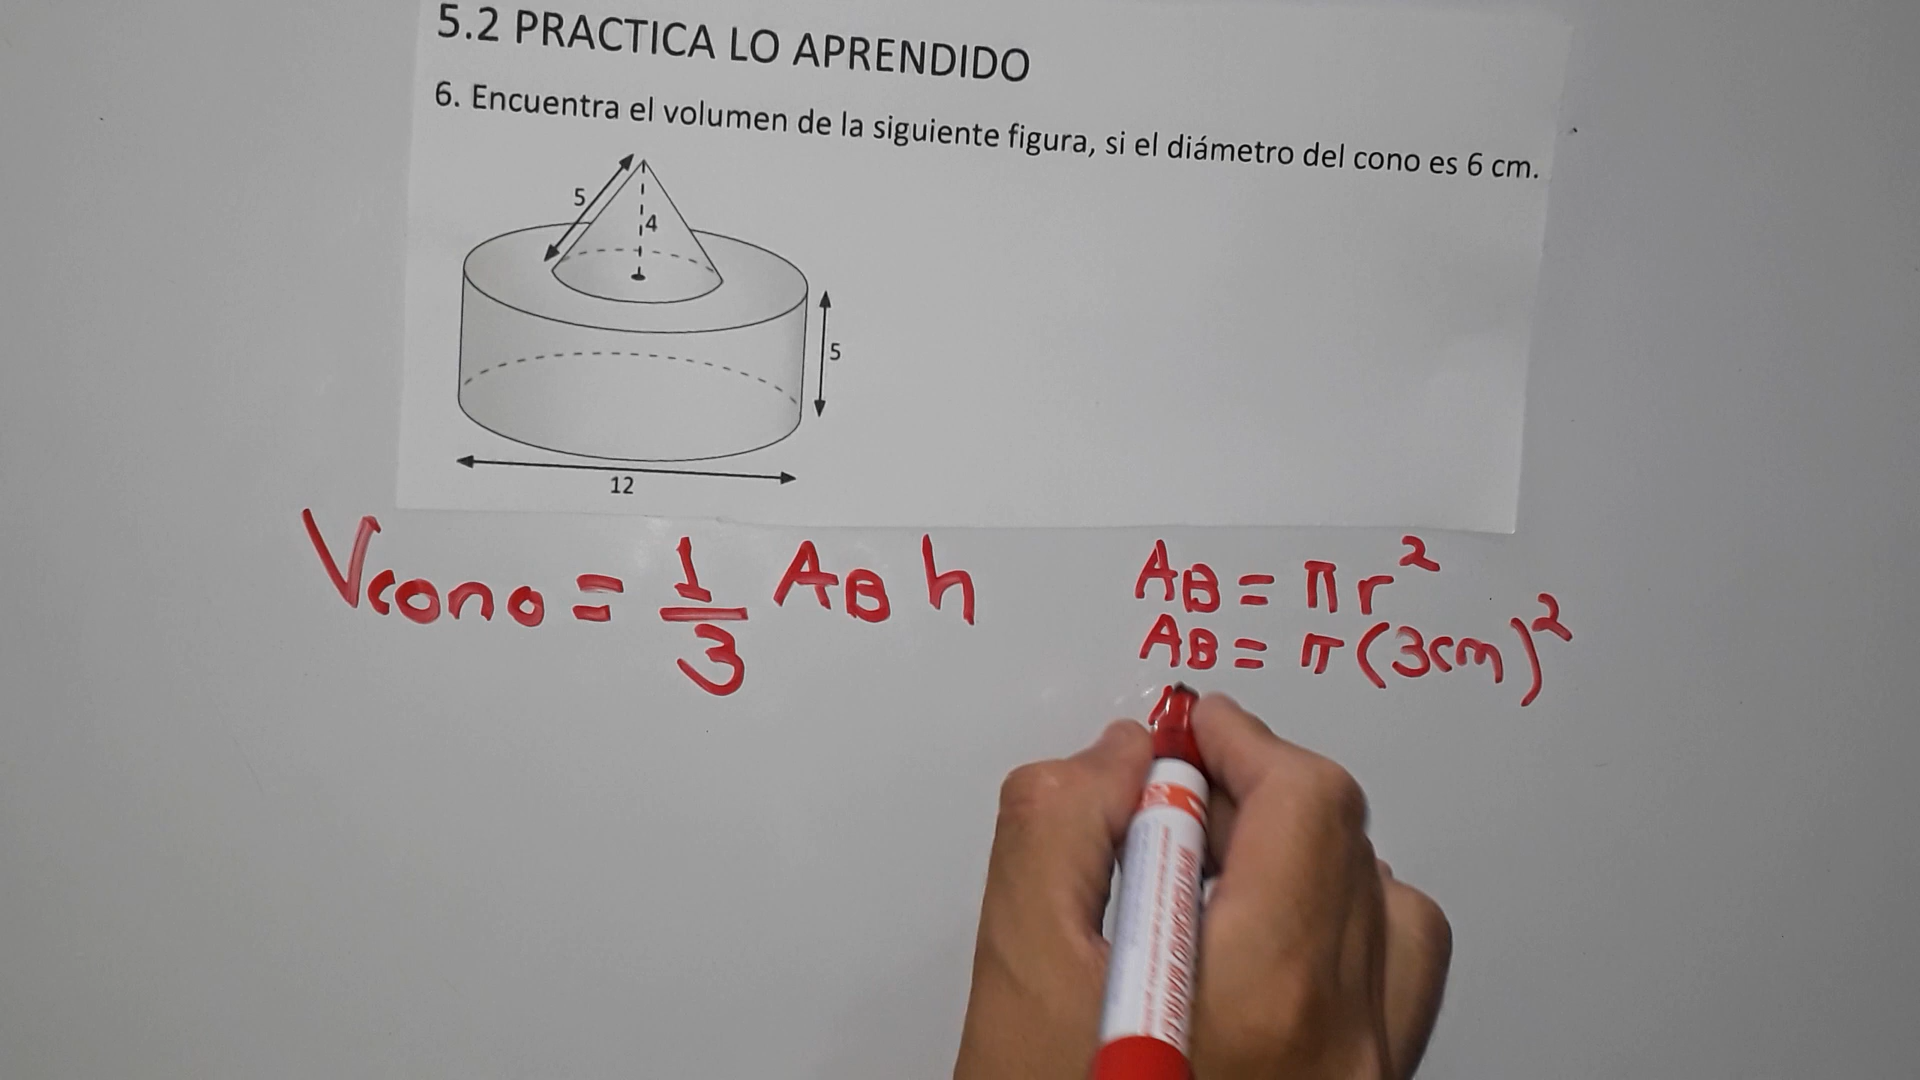 5.2 PRACTICA LO APRENDIDO
6. Encuentra el volumen de la siguiente figura, si el diámetro del cono es 6 cm.
5
4
5
12
Vcono = 1/3 AB h
AB = πr²
AB = π(3cm)²